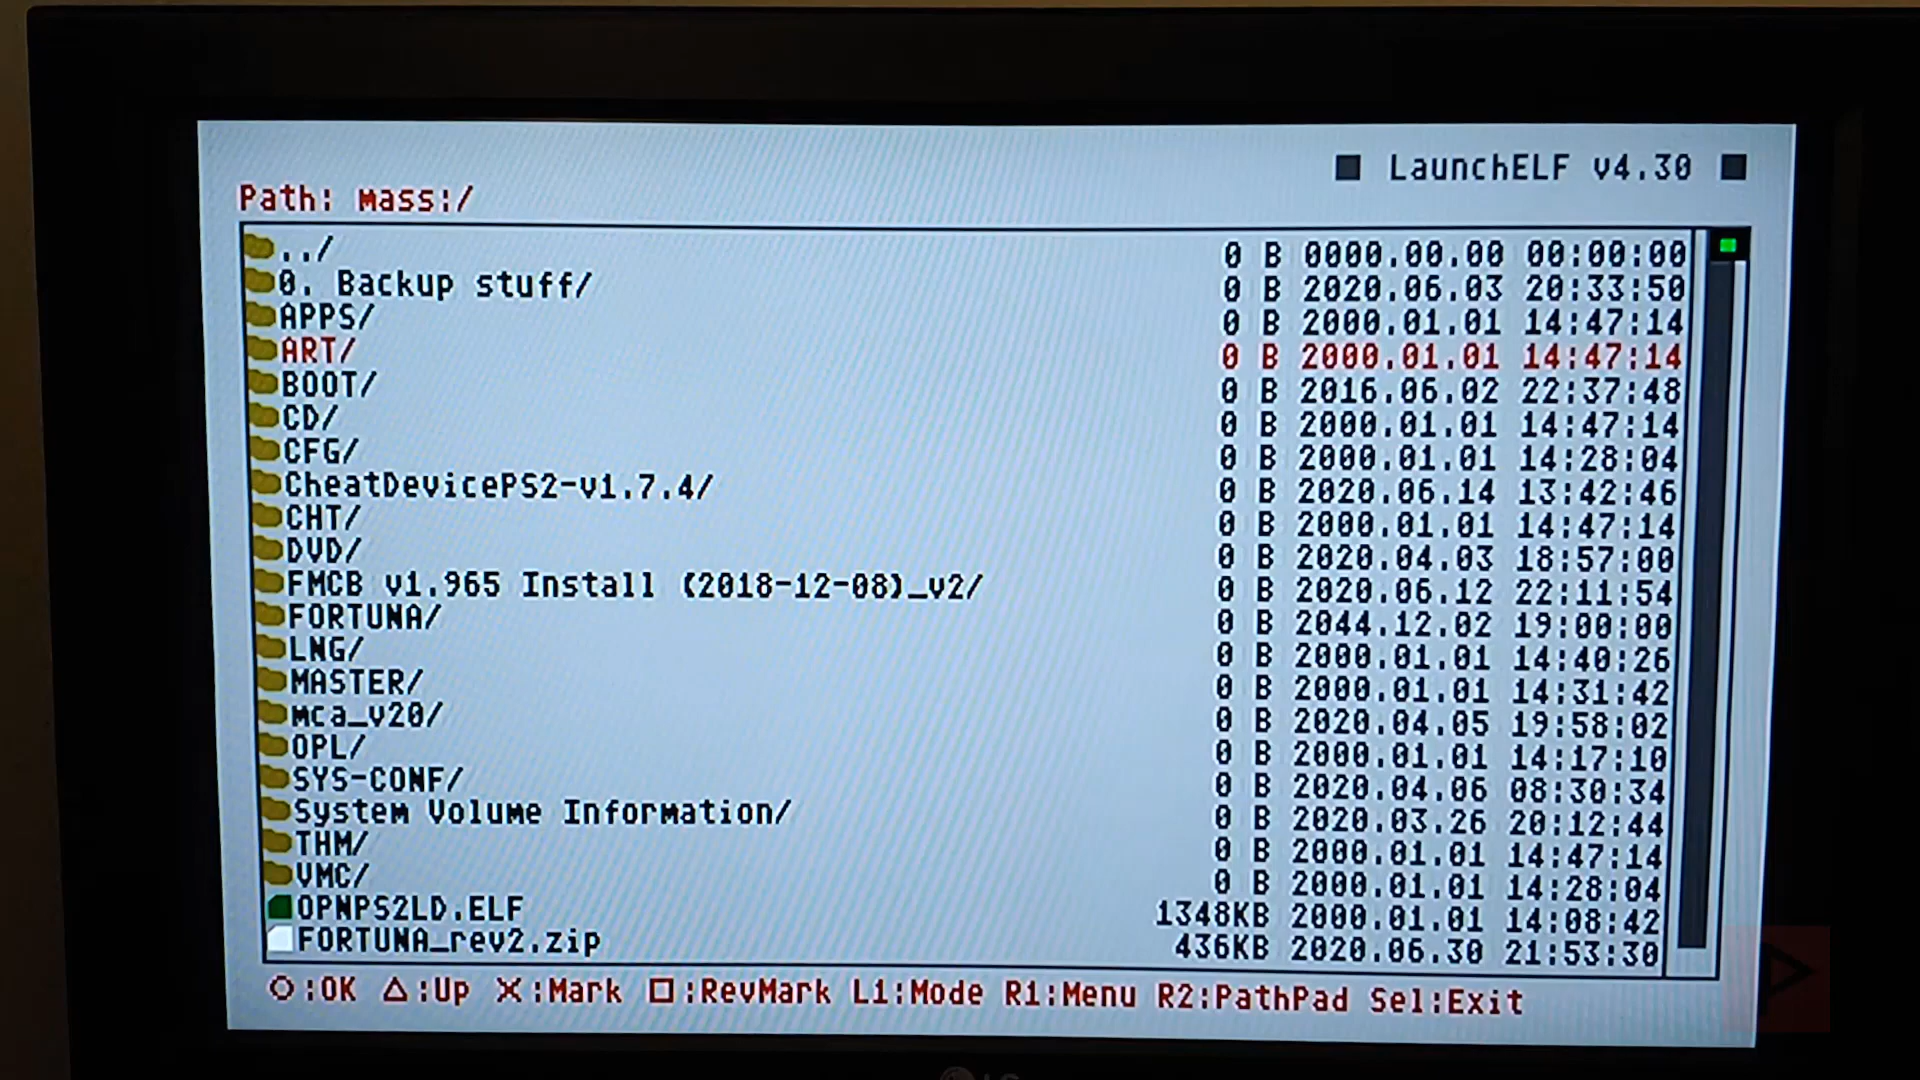 ■ LaunchELF v4.30 ■
Path: mass:/
../ 0 B 0000.00.00 00:00:00
0. Backup stuff/ 0 B 2020.06.03 20:33:50
APPS/ 0 B 2000.01.01 14:47:14
ART/ 0 B 2000.01.01 14:47:14
BOOT/ 0 B 2016.06.02 22:37:48
CD/ 0 B 2000.01.01 14:47:14
CFG/ 0 B 2000.01.01 14:28:04
CheatDevicePS2-v1.7.4/ 0 B 2020.06.14 13:42:46
CHT/ 0 B 2000.01.01 14:47:14
DVD/ 0 B 2020.04.03 18:57:00
FMCB v1.965 Install (2018-12-08)_v2/ 0 B 2020.06.12 22:11:54
FORTUNA/ 0 B 2044.12.02 19:00:00
LNG/ 0 B 2000.01.01 14:40:26
MASTER/ 0 B 2000.01.01 14:31:42
mca_v20/ 0 B 2020.04.05 19:58:02
OPL/ 0 B 2000.01.01 14:17:10
SYS-CONF/ 0 B 2020.04.06 08:30:34
System Volume Information/ 0 B 2020.03.26 20:12:44
THM/ 0 B 2000.01.01 14:47:14
VMC/ 0 B 2000.01.01 14:28:04
OPNPS2LD.ELF 1348KB 2000.01.01 14:08:42
FORTUNA_rev2.zip 436KB 2020.06.30 21:53:30
○:OK △:Up ×:Mark □:RevMark L1:Mode R1:Menu R2:PathPad Sel:Exit